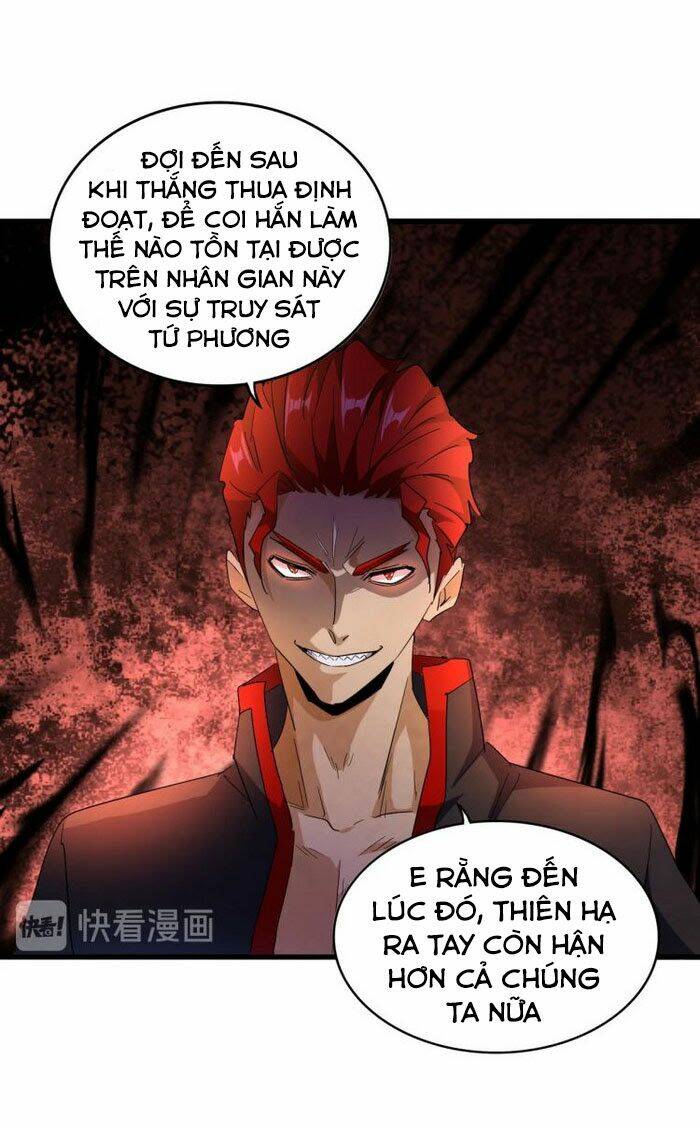 ĐỢI ĐẾN SAU
KHI THẮNG THUA ĐỊNH
ĐOẠT, ĐỂ COI HẮN LÀM
THẾ NÀO TỒN TẠI ĐƯỢC
TRÊN NHÂN GIAN NÀY
VỚI SỰ TRUY SÁT
TỨ PHƯƠNG
E RẰNG ĐẾN
LÚC ĐÓ, THIÊN HẠ
RA TAY CÒN HẬN
HƠN CẢ CHÚNG
TA NỮA
快看! 快看漫画